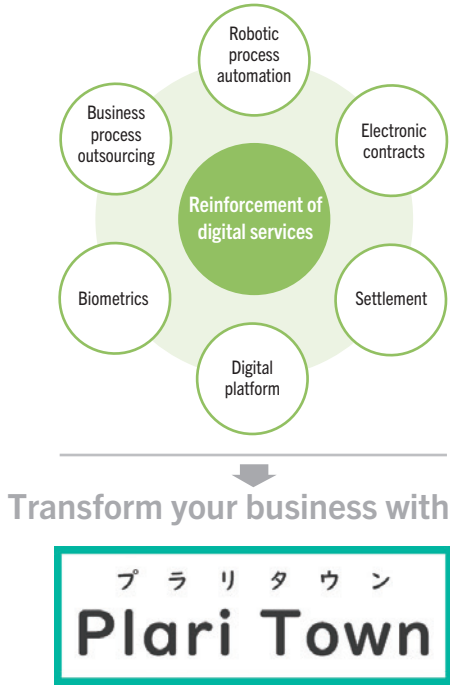 Robotic
process
automation
Business
process
outsourcing
Electronic
contracts
Reinforcement of
digital services
Biometrics
Settlement
Digital
platform
Transform your business with
プラリタウン
Plari Town